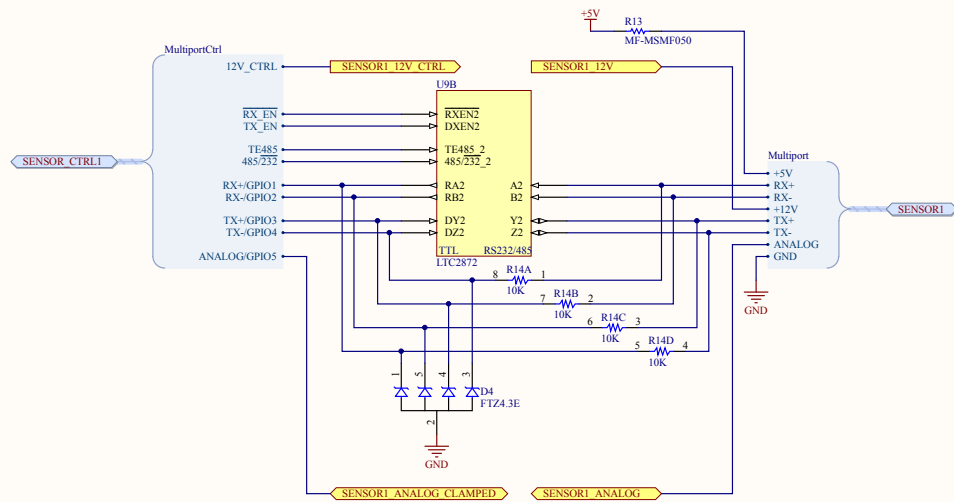 +5V
R13
MF-MSMF050
MultiportCtrl
12V_CTRL
SENSOR1_12V_CTRL
SENSOR1_12V
U9B
RX_EN
RXEN2
TX_EN
DXEN2
TE485
TE485_2
485/232
485/232_2
Multiport
SENSOR_CTRL1
+5V
RX+/GPIO1
RA2
A2
RX+
RX-/GPIO2
RB2
B2
RX-
+12V
SENSOR1
TX+/GPIO3
DY2
Y2
TX+
TX-/GPIO4
DZ2
Z2
TX-
ANALOG
TTL
RS232/485
ANALOG/GPIO5
LTC2872
GND
8
R14A
1
10K
7
R14B
2
10K
GND
6
R14C
3
10K
5
R14D
4
10K
1
5
4
3
D4
FTZ4.3E
2
GND
SENSOR1_ANALOG_CLAMPED
SENSOR1_ANALOG